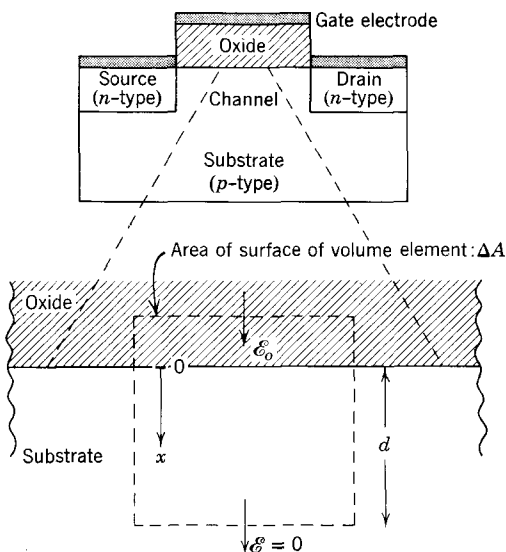 Gate electrode
Oxide
Source
(n-type)
Channel
Drain
(n-type)
Substrate
(p-type)
Area of surface of volume element: ΔA
Oxide
ℰₒ
0
x
d
Substrate
ℰ = 0